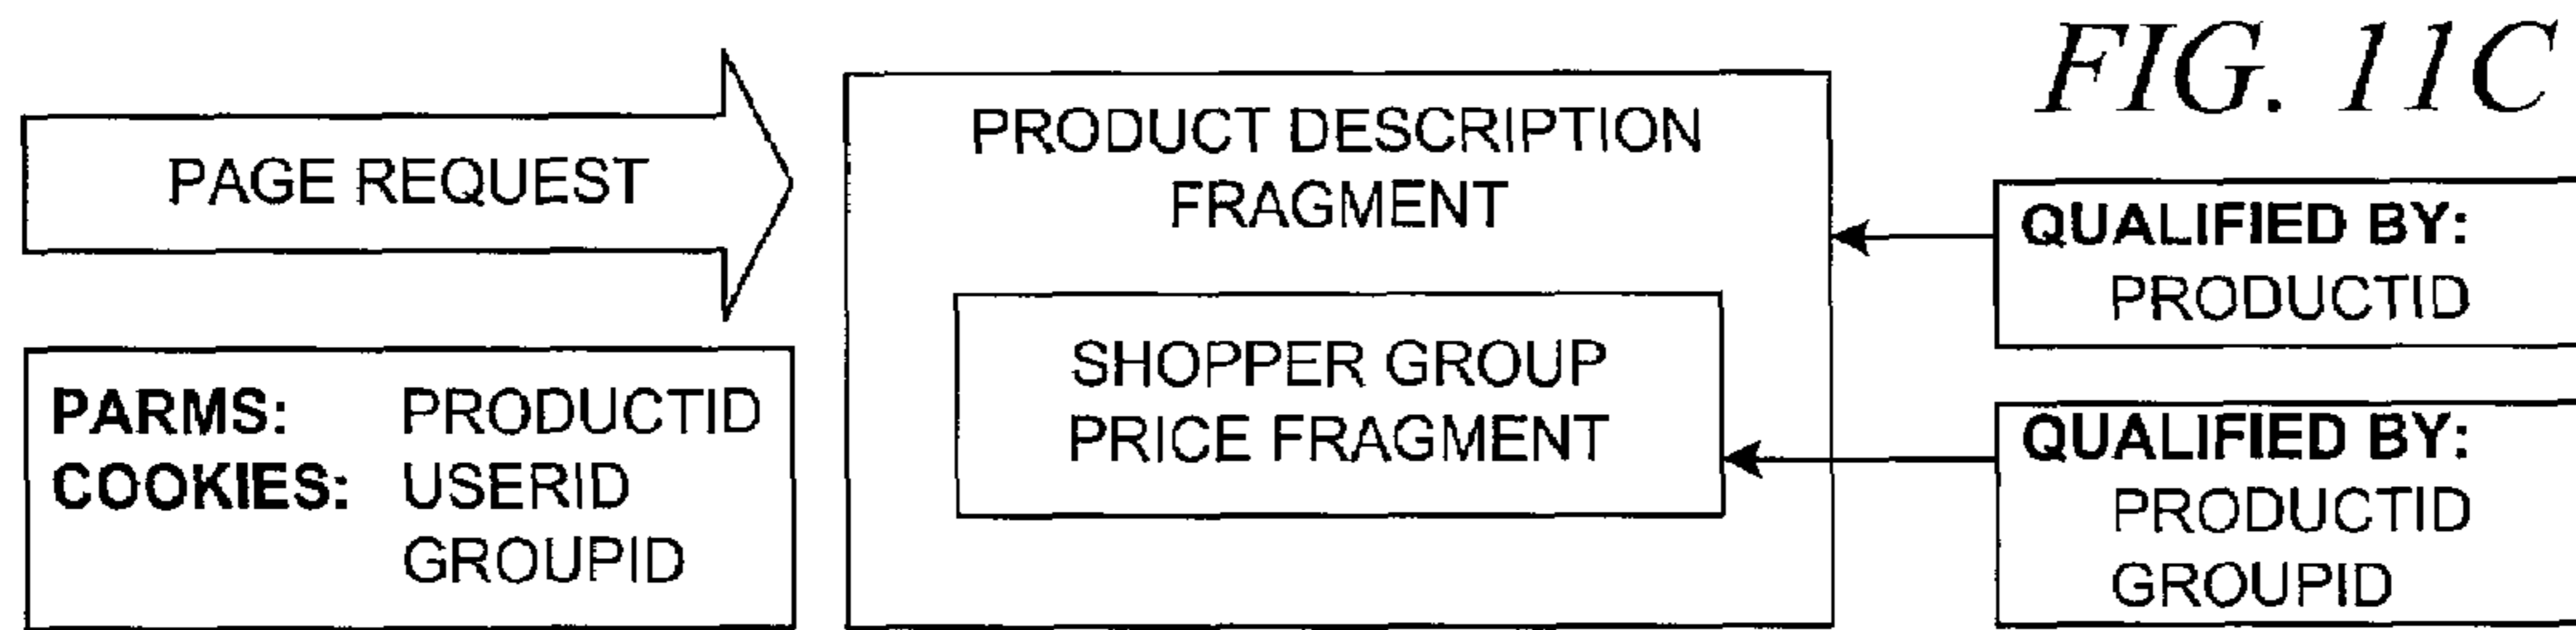 FIG. 11C
PAGE REQUEST
PARMS: PRODUCTID
COOKIES: USERID
GROUPID
PRODUCT DESCRIPTION
FRAGMENT
SHOPPER GROUP
PRICE FRAGMENT
QUALIFIED BY:
PRODUCTID
QUALIFIED BY:
PRODUCTID
GROUPID